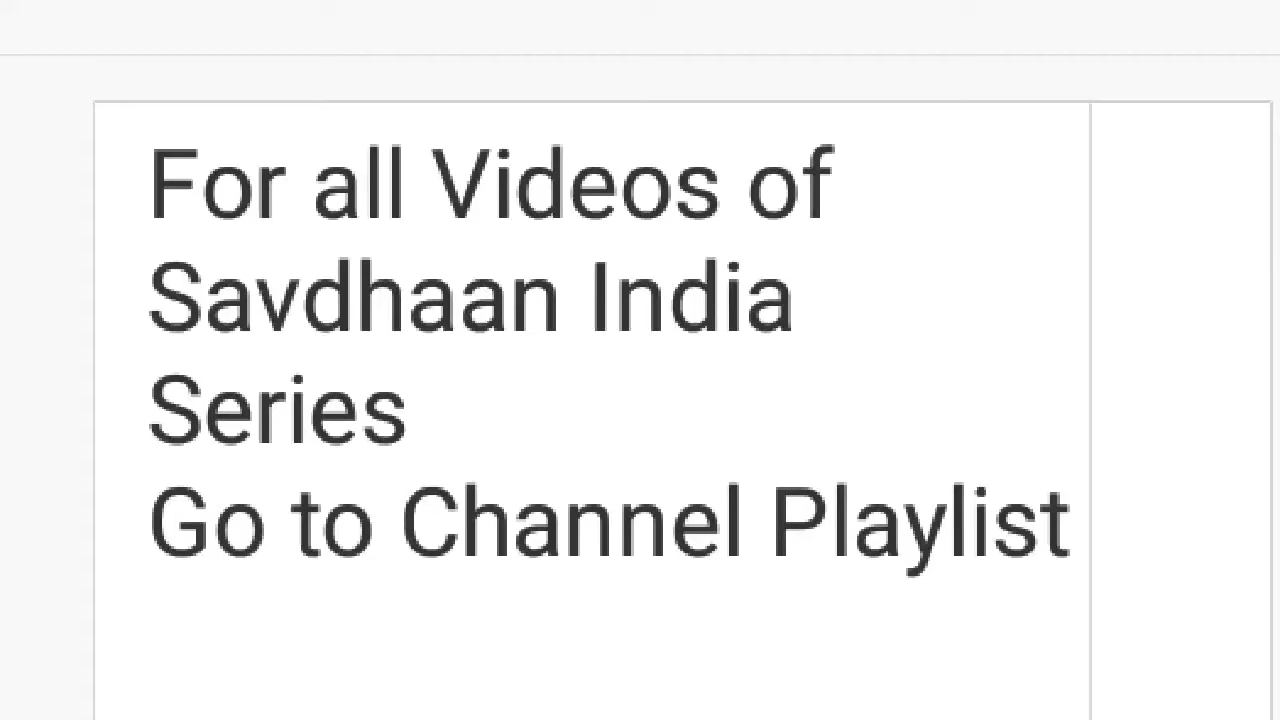 For all Videos of
Savdhaan India
Series
Go to Channel Playlist